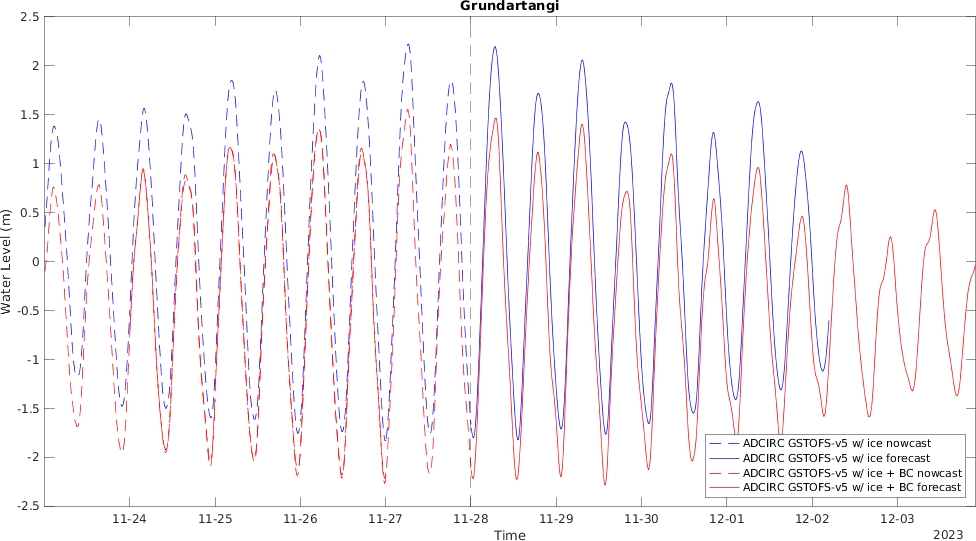 Grundartangi
2.5
2
1.5
1
0.5
0
-0.5
-1
-1.5
-2
-2.5
Water Level (m)
ADCIRC GSTOFS-v5 w/ ice nowcast
ADCIRC GSTOFS-v5 w/ ice forecast
ADCIRC GSTOFS-v5 w/ ice + BC nowcast
ADCIRC GSTOFS-v5 w/ ice + BC forecast
11-24 11-25 11-26 11-27 11-28 11-29 11-30 12-01 12-02 12-03
Time
2023